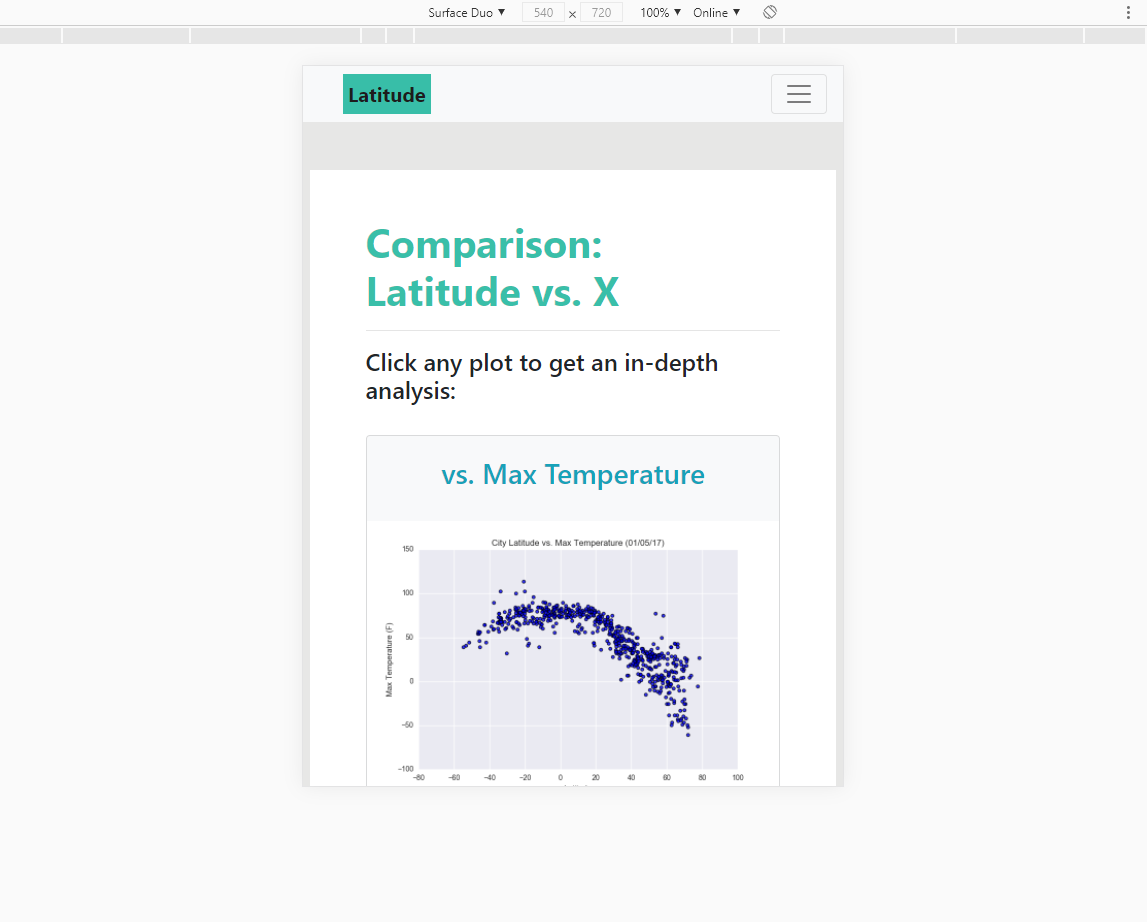 Surface Duo ▼ 540 × 720 100% ▼ Online ▼
Latitude
Comparison:
Latitude vs. X
Click any plot to get an in-depth
analysis:
vs. Max Temperature
City Latitude vs. Max Temperature (01/05/17)
Max Temperature (F)
150
100
50
0
−50
−100
−80 −60 −40 −20 0 20 40 60 80 100